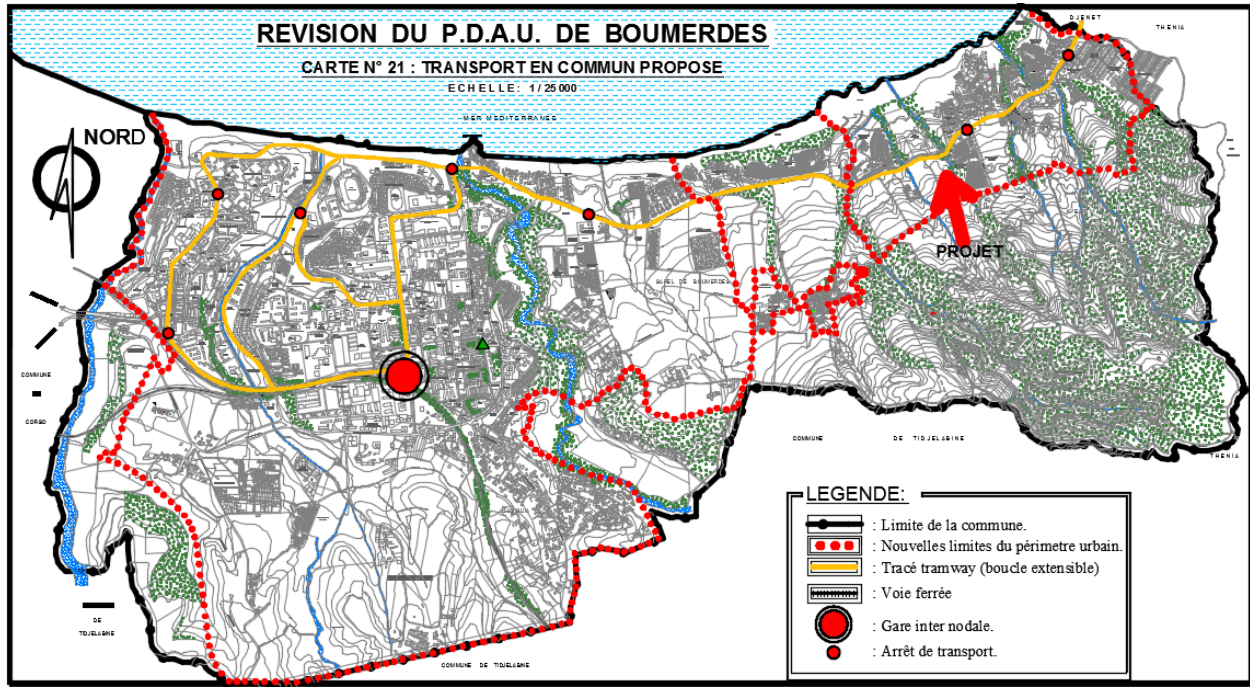 REVISION DU P.D.A.U. DE BOUMERDES
CARTE N° 21 : TRANSPORT EN COMMUN PROPOSE
ECHELLE: 1/ 25 000
MER MEDITERRANEE
DJENET
THENIA
NORD
PROJET
COMMUNE
CORSO
COMMUNE DE TIDJELABINE
THENIA
DE
TIDJELABINE
COMMUNE DE TIDJELABINE
LEGENDE:
: Limite de la commune.
: Nouvelles limites du périmetre urbain.
: Tracé tramway (boucle extensible)
: Voie ferrée
: Gare inter nodale.
: Arrêt de transport.